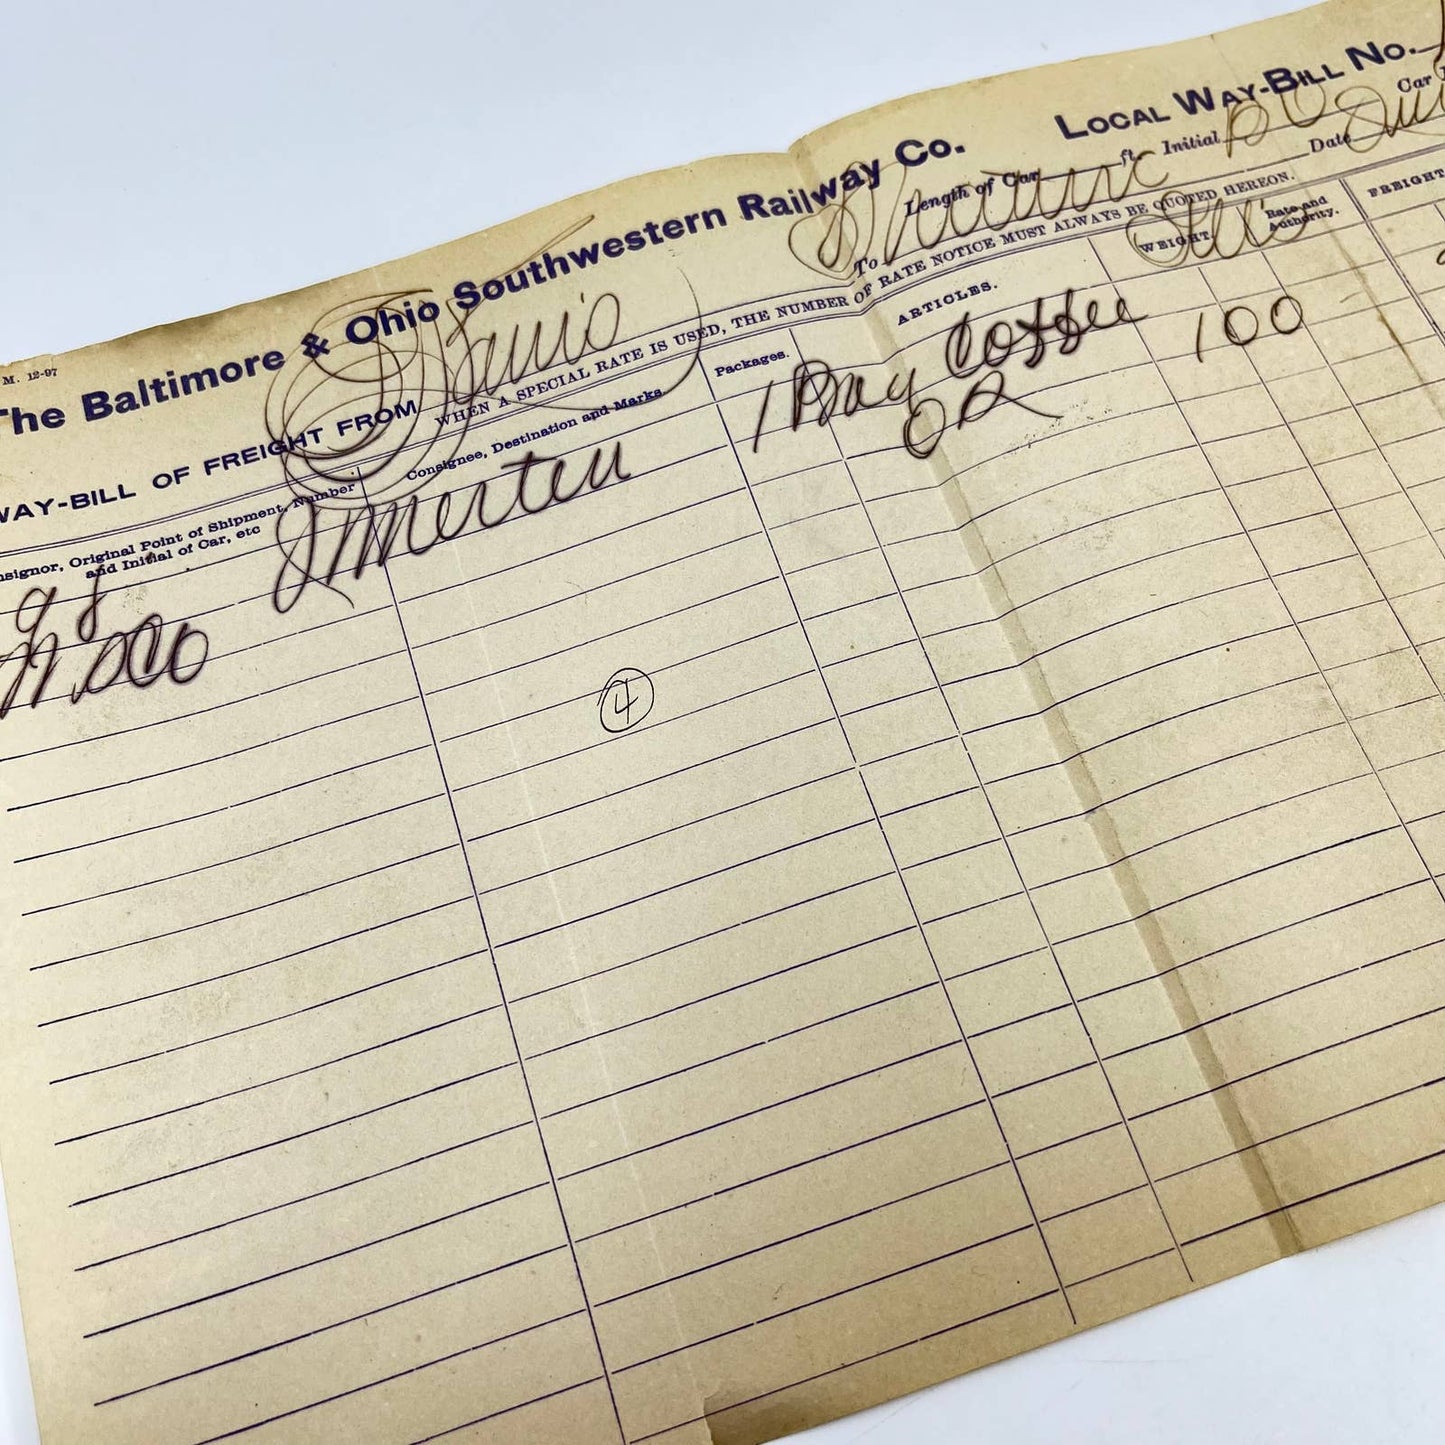 M. 12-97
The Baltimore & Ohio Southwestern Railway Co.
LOCAL WAY-BILL NO.
Length of Car ft. Initial B O Car
WAY-BILL OF FREIGHT FROM To Date
WHEN A SPECIAL RATE IS USED, THE NUMBER OF RATE NOTICE MUST ALWAYS BE QUOTED HEREON.
nsignor, Original Point of Shipment, Number
and Initial of Car, etc
Consignee, Destination and Marks
Packages.
ARTICLES.
WEIGHT
Rate and
Authority.
FREIGHT
J M Merten
1 Bag Coffee 100
O R
4